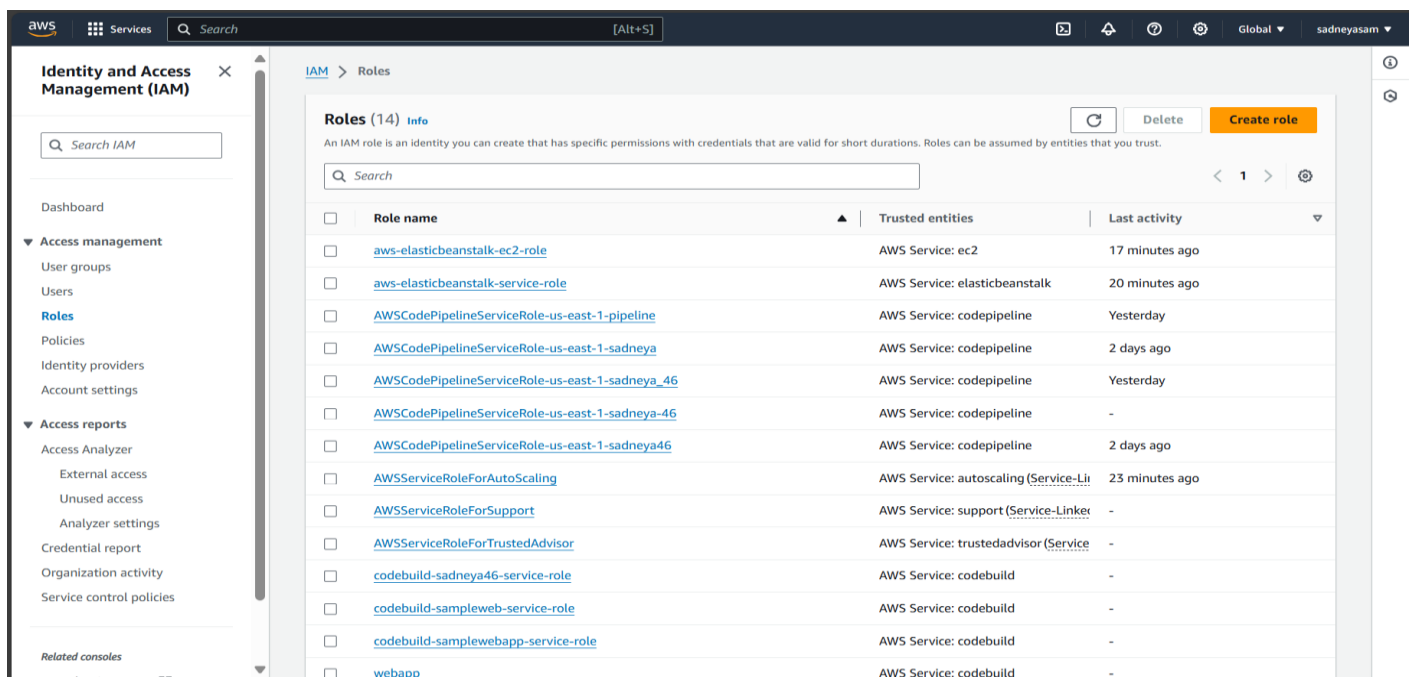 aws Services Search [Alt+S] Global ▼ sadneyasam ▼
Identity and Access
Management (IAM)
Search IAM
Dashboard
Access management
User groups
Users
Roles
Policies
Identity providers
Account settings
Access reports
Access Analyzer
External access
Unused access
Analyzer settings
Credential report
Organization activity
Service control policies
Related consoles
IAM > Roles
Roles (14) Info
Delete
Create role
An IAM role is an identity you can create that has specific permissions with credentials that are valid for short durations. Roles can be assumed by entities that you trust.
Search
1
Role name Trusted entities Last activity
aws-elasticbeanstalk-ec2-role AWS Service: ec2 17 minutes ago
aws-elasticbeanstalk-service-role AWS Service: elasticbeanstalk 20 minutes ago
AWSCodePipelineServiceRole-us-east-1-pipeline AWS Service: codepipeline Yesterday
AWSCodePipelineServiceRole-us-east-1-sadneya AWS Service: codepipeline 2 days ago
AWSCodePipelineServiceRole-us-east-1-sadneya_46 AWS Service: codepipeline Yesterday
AWSCodePipelineServiceRole-us-east-1-sadneya-46 AWS Service: codepipeline -
AWSCodePipelineServiceRole-us-east-1-sadneya46 AWS Service: codepipeline 2 days ago
AWSServiceRoleForAutoScaling AWS Service: autoscaling (Service-Li 23 minutes ago
AWSServiceRoleForSupport AWS Service: support (Service-Linked -
AWSServiceRoleForTrustedAdvisor AWS Service: trustedadvisor (Service -
codebuild-sadneya46-service-role AWS Service: codebuild -
codebuild-sampleweb-service-role AWS Service: codebuild -
codebuild-samplewebapp-service-role AWS Service: codebuild -
webapp AWS Service: codebuild -